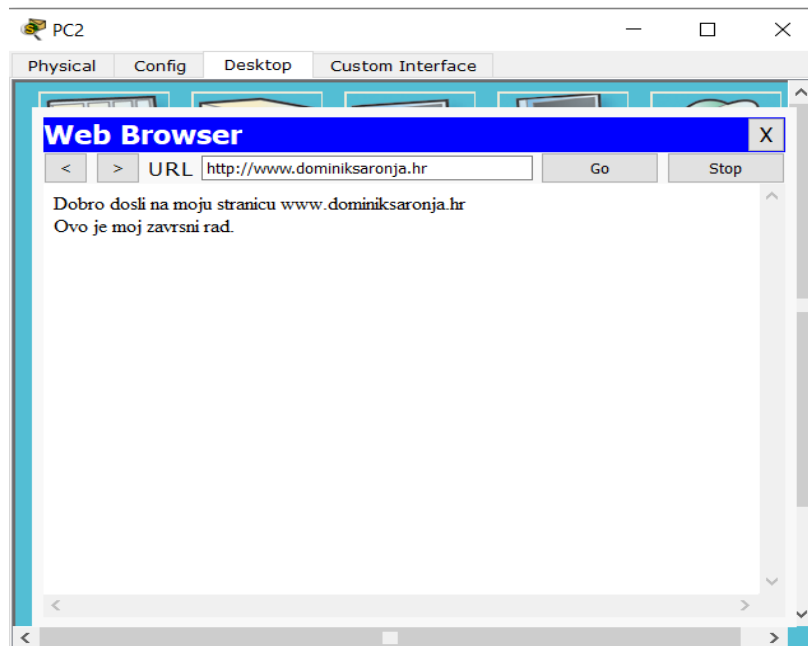 PC2
Physical Config Desktop Custom Interface
Web Browser X
< > URL http://www.dominiksaronja.hr Go Stop
Dobro dosli na moju stranicu www.dominiksaronja.hr
Ovo je moj zavrsni rad.